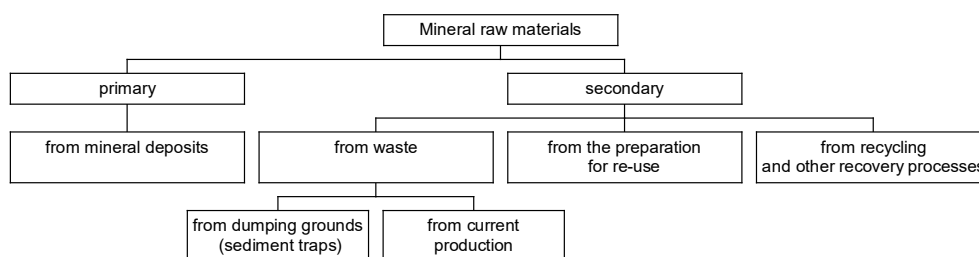 Mineral raw materials
primary
secondary
from mineral deposits
from waste
from the preparation
for re-use
from recycling
and other recovery processes
from dumping grounds
(sediment traps)
from current
production